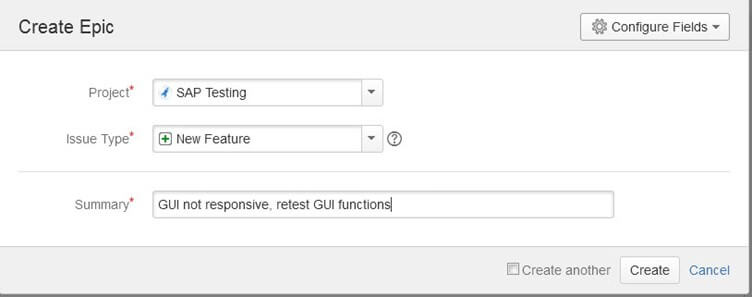 Create Epic
Configure Fields
Project*
SAP Testing
Issue Type*
New Feature
Summary*
GUI not responsive, retest GUI functions
Create another
Create
Cancel